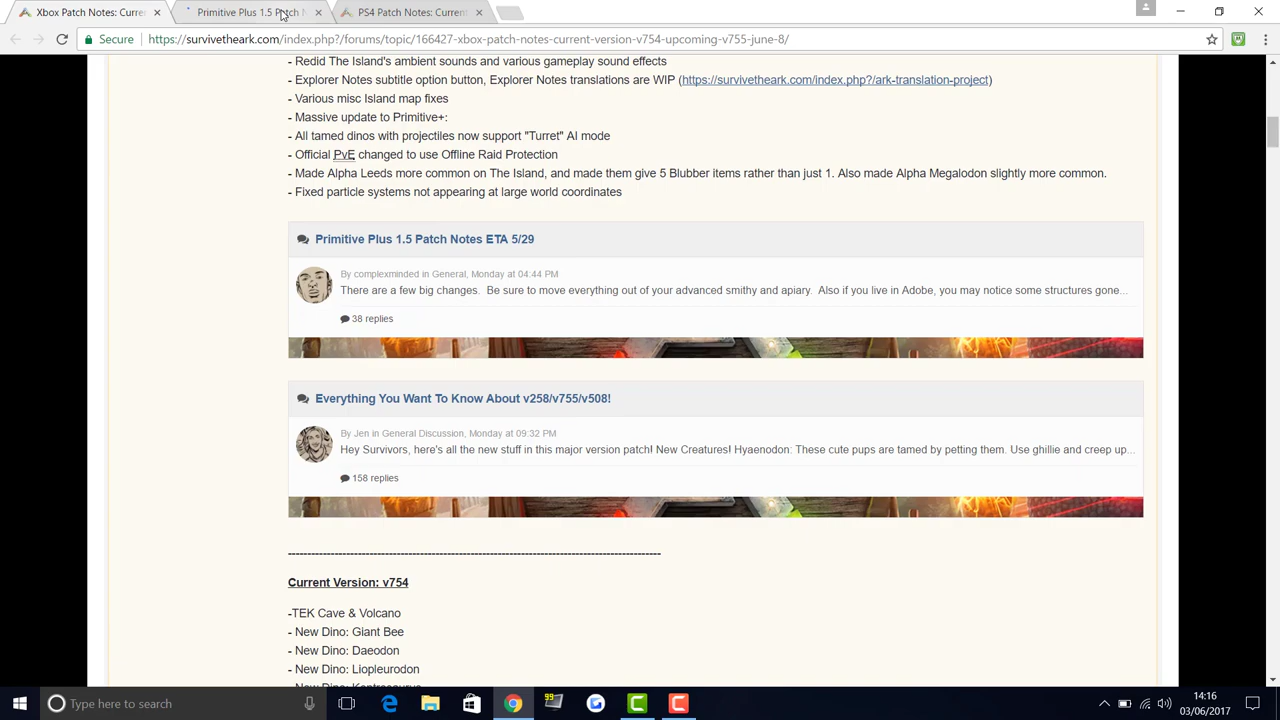 Xbox Patch Notes: Curre
Primitive Plus 1.5 Patch N
PS4 Patch Notes: Current
Secure
https://survivetheark.com/index.php?/forums/topic/166427-xbox-patch-notes-current-version-v754-upcoming-v755-june-8/
- Redid The Island's ambient sounds and various gameplay sound effects
- Explorer Notes subtitle option button, Explorer Notes translations are WIP (https://survivetheark.com/index.php?/ark-translation-project)
- Various misc Island map fixes
- Massive update to Primitive+:
- All tamed dinos with projectiles now support "Turret" AI mode
- Official PvE changed to use Offline Raid Protection
- Made Alpha Leeds more common on The Island, and made them give 5 Blubber items rather than just 1. Also made Alpha Megalodon slightly more common.
- Fixed particle systems not appearing at large world coordinates
Primitive Plus 1.5 Patch Notes ETA 5/29
By complexminded in General, Monday at 04:44 PM
There are a few big changes.  Be sure to move everything out of your advanced smithy and apiary.  Also if you live in Adobe, you may notice some structures gone...
38 replies
Everything You Want To Know About v258/v755/v508!
By Jen in General Discussion, Monday at 09:32 PM
Hey Survivors, here's all the new stuff in this major version patch! New Creatures! Hyaenodon: These cute pups are tamed by petting them. Use ghillie and creep up...
158 replies
------------------------------------------------------------------------------------------
Current Version: v754
-TEK Cave & Volcano
- New Dino: Giant Bee
- New Dino: Daeodon
- New Dino: Liopleurodon
Type here to search
99
14:16
03/06/2017